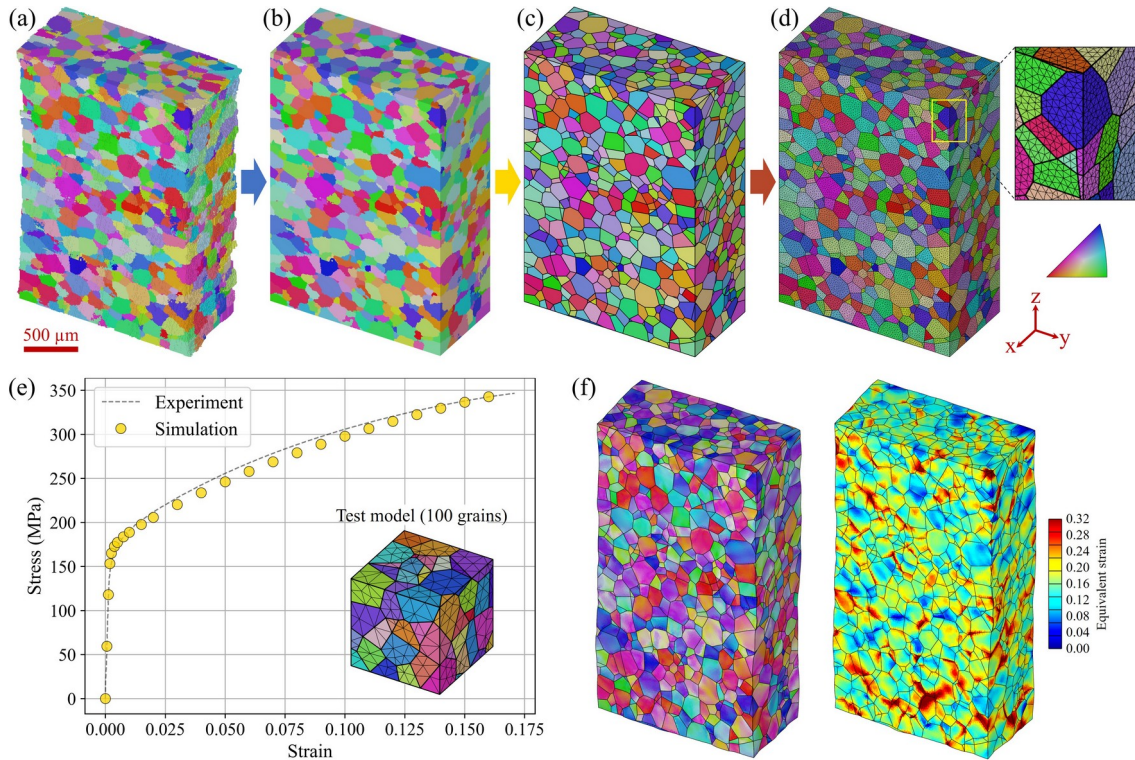 (a)
(b)
(c)
(d)
500 µm
z
x
y
(e)
350
300
250
200
150
100
50
0
Stress (MPa)
Experiment
Simulation
Test model (100 grains)
0.000
0.025
0.050
0.075
0.100
0.125
0.150
0.175
Strain
(f)
0.32
0.28
0.24
0.20
0.16
0.12
0.08
0.04
0.00
Equivalent strain